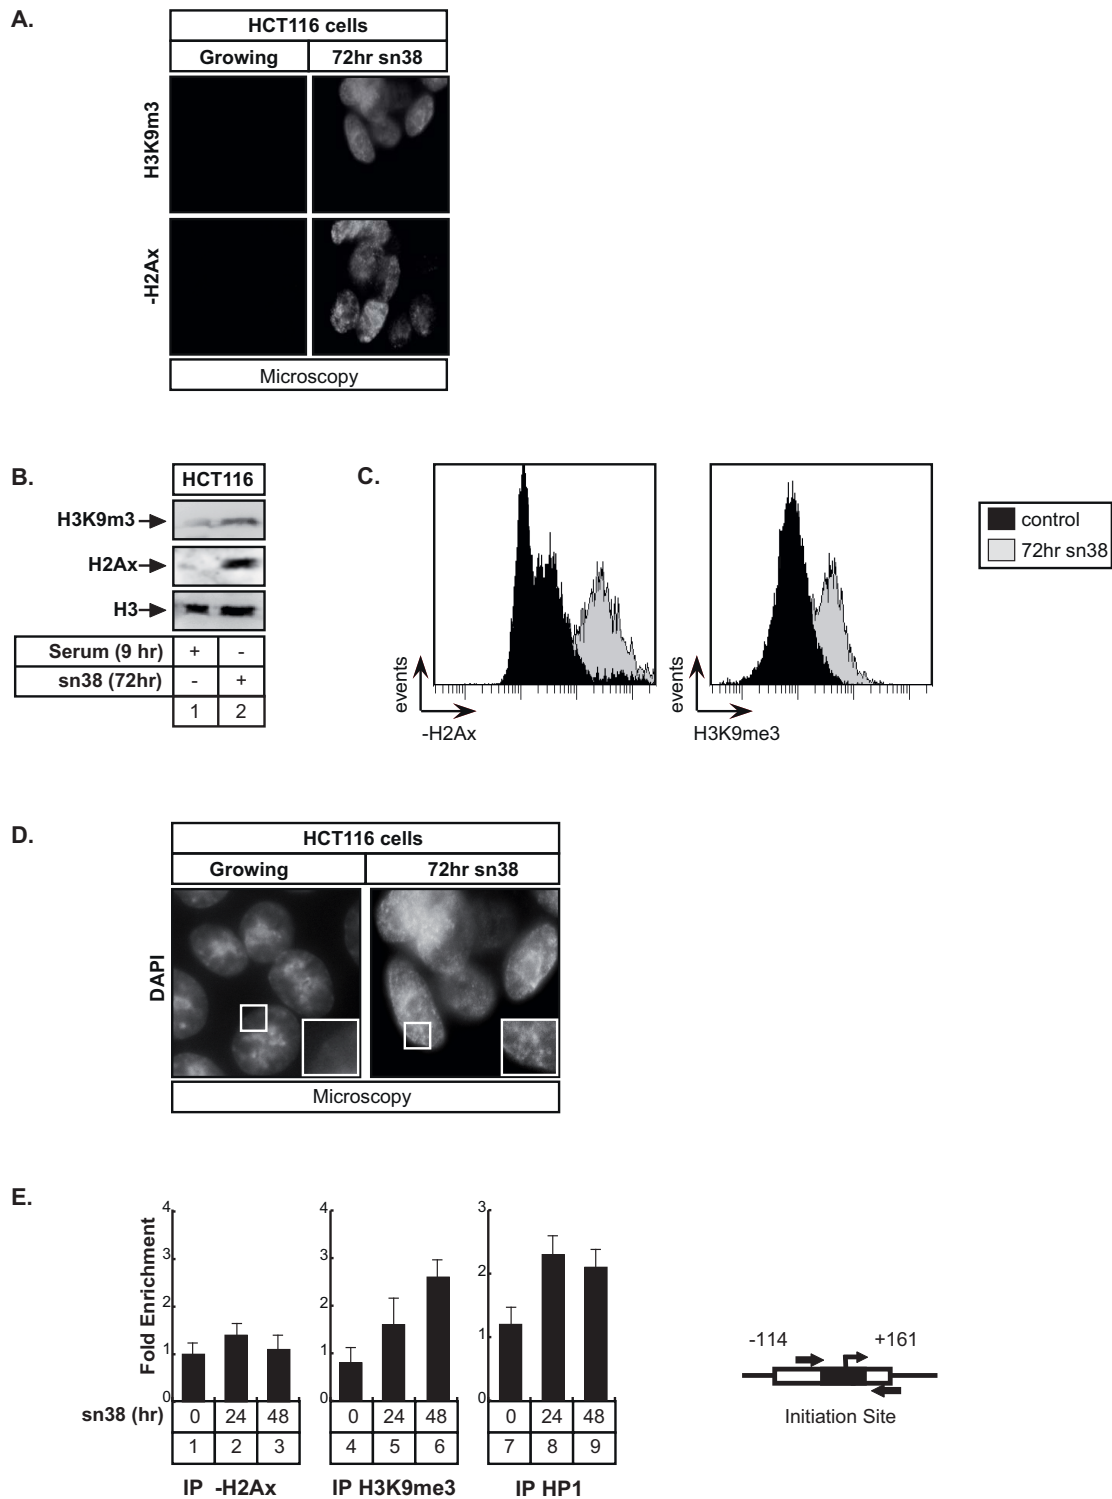 A.
HCT116 cells
Growing 72hr sn38
H3K9m3
-H2Ax
Microscopy
B.
HCT116
H3K9m3
H2Ax
H3
Serum (9 hr) + -
sn38 (72hr) - +
1 2
C.
control
72hr sn38
events
-H2Ax
events
H3K9me3
D.
HCT116 cells
Growing 72hr sn38
DAPI
Microscopy
E.
Fold Enrichment
4
3
2
1
0
4
3
2
1
0
3
2
1
0
sn38 (hr) 0 24 48 0 24 48 0 24 48
1 2 3 4 5 6 7 8 9
IP -H2Ax IP H3K9me3 IP HP1
-114 +161
Initiation Site